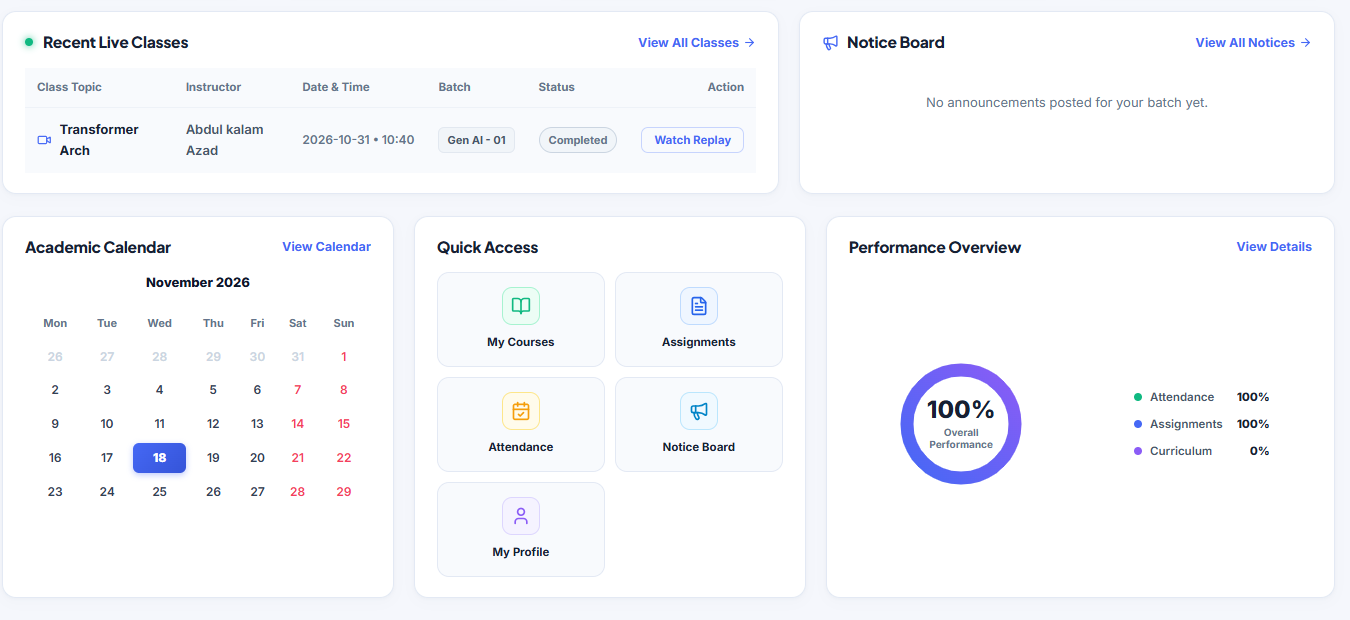 Recent Live Classes
View All Classes →
Class Topic Instructor Date & Time Batch Status Action
Transformer Arch Abdul kalam Azad 2026-10-31 • 10:40 Gen AI - 01 Completed Watch Replay
Notice Board
View All Notices →
No announcements posted for your batch yet.
Academic Calendar
View Calendar
November 2026
Mon Tue Wed Thu Fri Sat Sun
26 27 28 29 30 31 1
2 3 4 5 6 7 8
9 10 11 12 13 14 15
16 17 18 19 20 21 22
23 24 25 26 27 28 29
Quick Access
My Courses
Assignments
Attendance
Notice Board
My Profile
Performance Overview
View Details
100%
Overall
Performance
Attendance 100%
Assignments 100%
Curriculum 0%